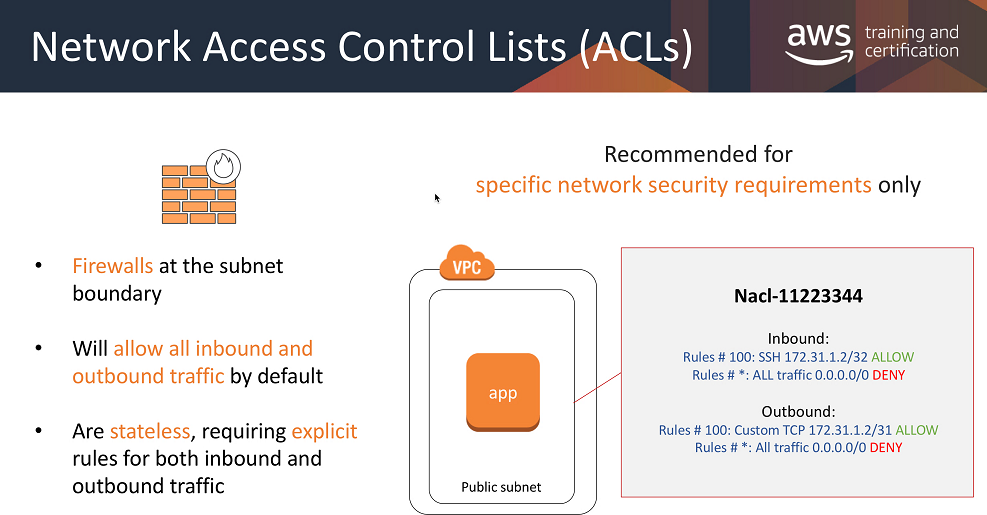 Network Access Control Lists (ACLs)
aws training and
certification
Recommended for
specific network security requirements only
• Firewalls at the subnet
boundary
• Will allow all inbound and
outbound traffic by default
• Are stateless, requiring explicit
rules for both inbound and
outbound traffic
VPC
app
Public subnet
Nacl-11223344
Inbound:
Rules # 100: SSH 172.31.1.2/32 ALLOW
Rules # *: ALL traffic 0.0.0.0/0 DENY
Outbound:
Rules # 100: Custom TCP 172.31.1.2/31 ALLOW
Rules # *: All traffic 0.0.0.0/0 DENY